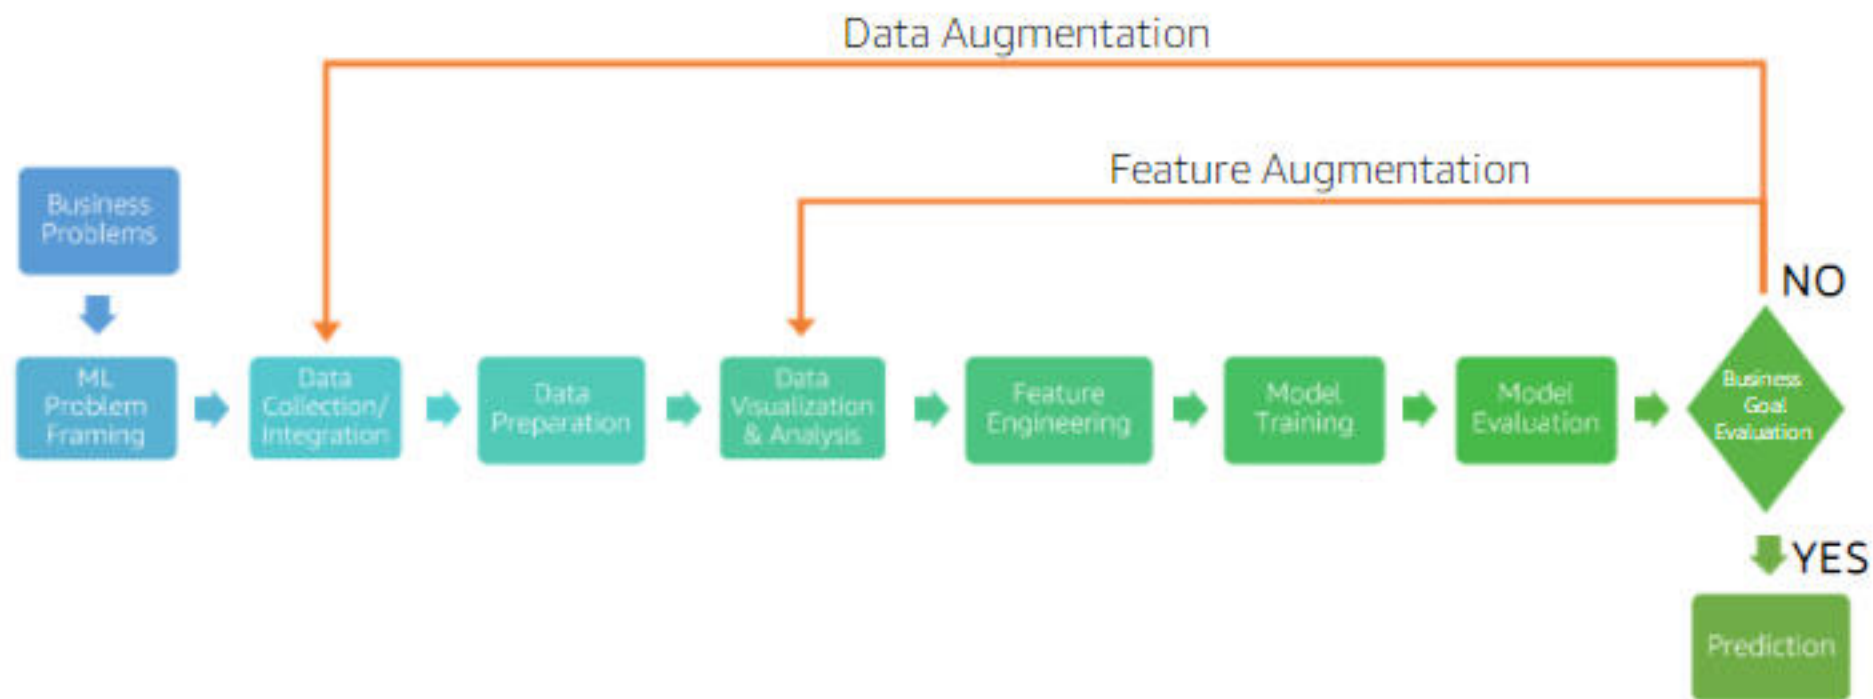 Data Augmentation
Feature Augmentation
Business
Problems
NO
ML
Problem
Framing
Data
Collection/
Integration
Data
Preparation
Data
Visualization
& Analysis
Feature
Engineering
Model
Training
Model
Evaluation
Business
Goal
Evaluation
YES
Prediction